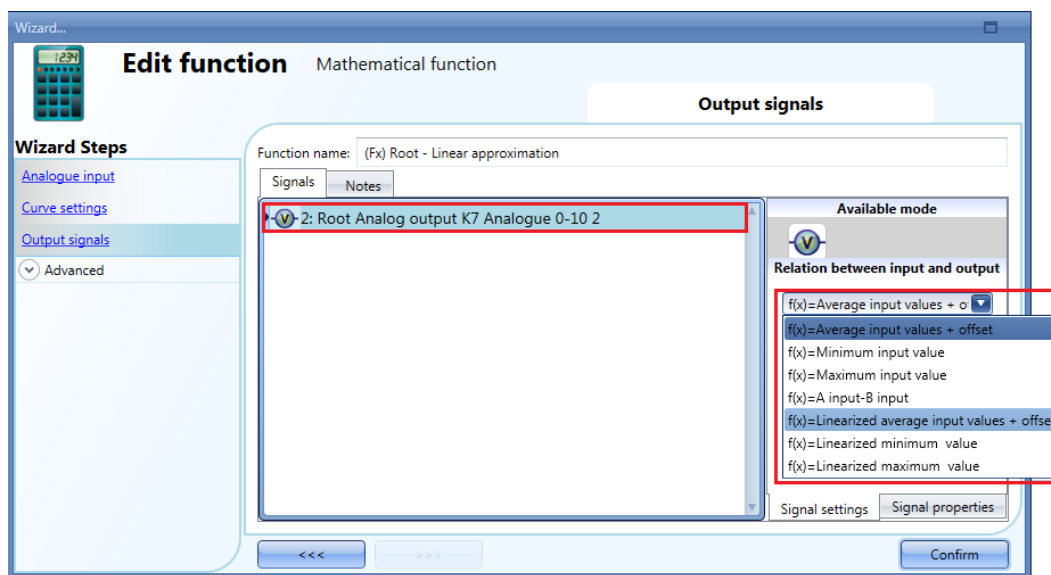 Wizard...
1234
Edit function Mathematical function
Output signals
Wizard Steps
Analogue input
Curve settings
Output signals
Advanced
Function name: (Fx) Root - Linear approximation
Signals Notes
V 2: Root Analog output K7 Analogue 0-10 2
Available mode
V
Relation between input and output
f(x)=Average input values + o
f(x)=Average input values + offset
f(x)=Minimum input value
f(x)=Maximum input value
f(x)=A input-B input
f(x)=Linearized average input values + offse
f(x)=Linearized minimum value
f(x)=Linearized maximum value
Signal settings Signal properties
<<< >>> Confirm